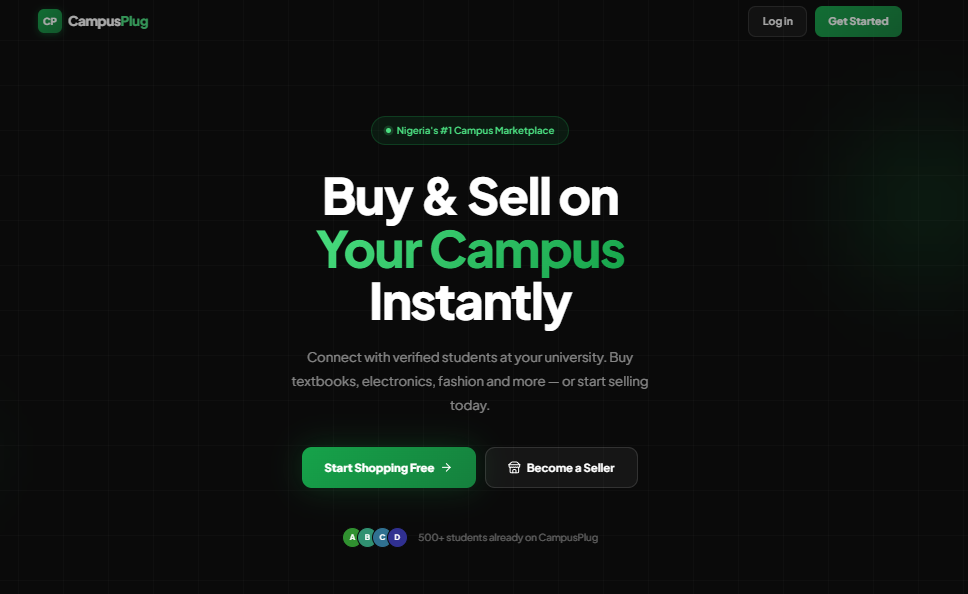 CP CampusPlug
Log in
Get Started
Nigeria's #1 Campus Marketplace
Buy & Sell on
Your Campus
Instantly
Connect with verified students at your university. Buy
textbooks, electronics, fashion and more — or start selling
today.
Start Shopping Free →
Become a Seller
A B C D
500+ students already on CampusPlug